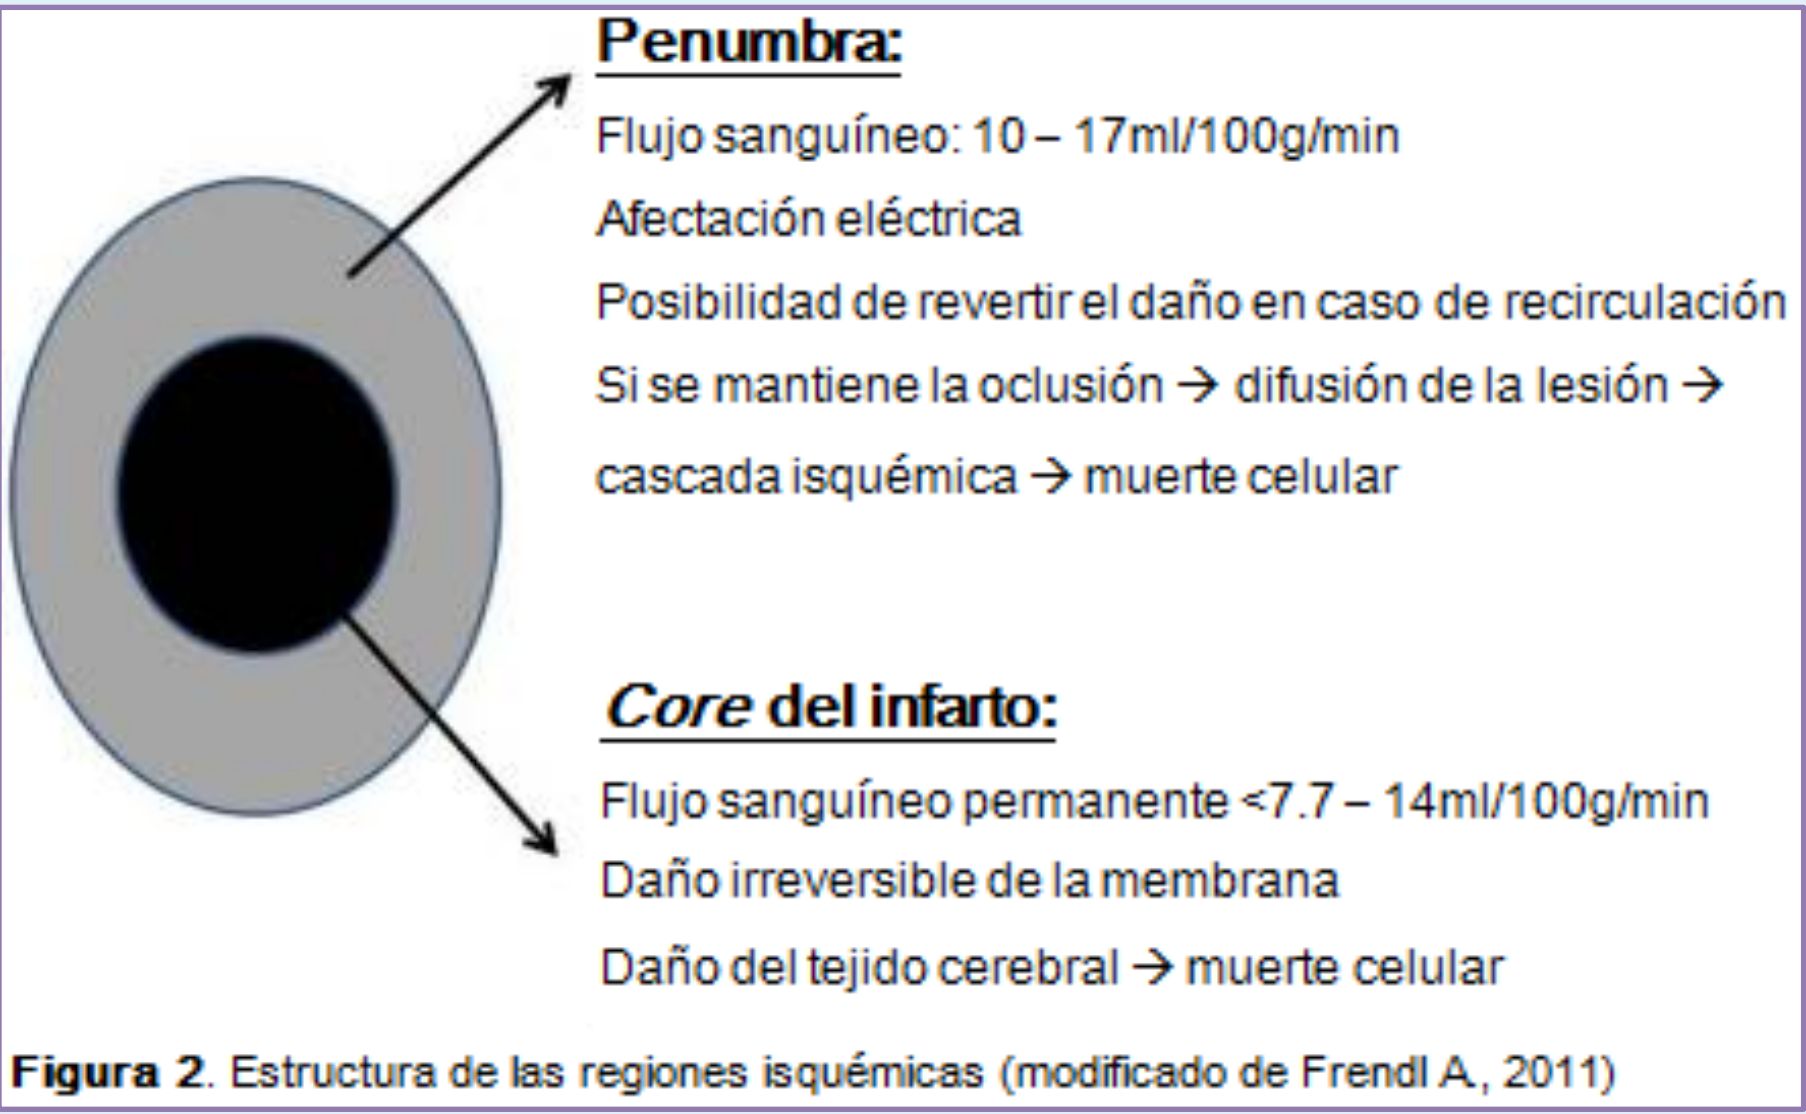 Penumbra:
Flujo sanguíneo: 10 – 17ml/100g/min
Afectación eléctrica
Posibilidad de revertir el daño en caso de recirculación
Si se mantiene la oclusión → difusión de la lesión →
cascada isquémica → muerte celular
Core del infarto:
Flujo sanguíneo permanente <7.7 – 14ml/100g/min
Daño irreversible de la membrana
Daño del tejido cerebral → muerte celular
Figura 2. Estructura de las regiones isquémicas (modificado de Frendl A., 2011)